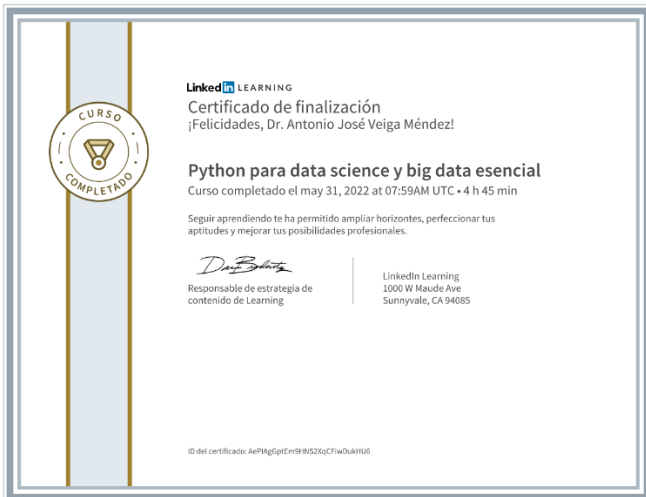 LinkedIn LEARNING
Certificado de finalización
¡Felicidades, Dr. Antonio José Veiga Méndez!
CURSO
COMPLETADO
Python para data science y big data esencial
Curso completado el may 31, 2022 at 07:59AM UTC • 4 h 45 min
Seguir aprendiendo te ha permitido ampliar horizontes, perfeccionar tus
aptitudes y mejorar tus posibilidades profesionales.
Responsable de estrategia de
contenido de Learning
LinkedIn Learning
1000 W Maude Ave
Sunnyvale, CA 94085
ID del certificado: